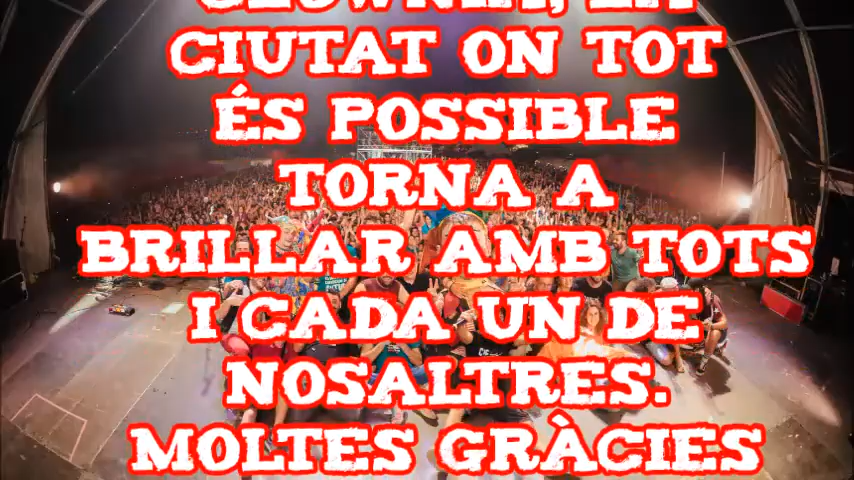 CIUTAT ON TOT
ÉS POSSIBLE
TORNA A
BRILLAR AMB TOTS
I CADA UN DE
NOSALTRES.
MOLTES GRÀCIES